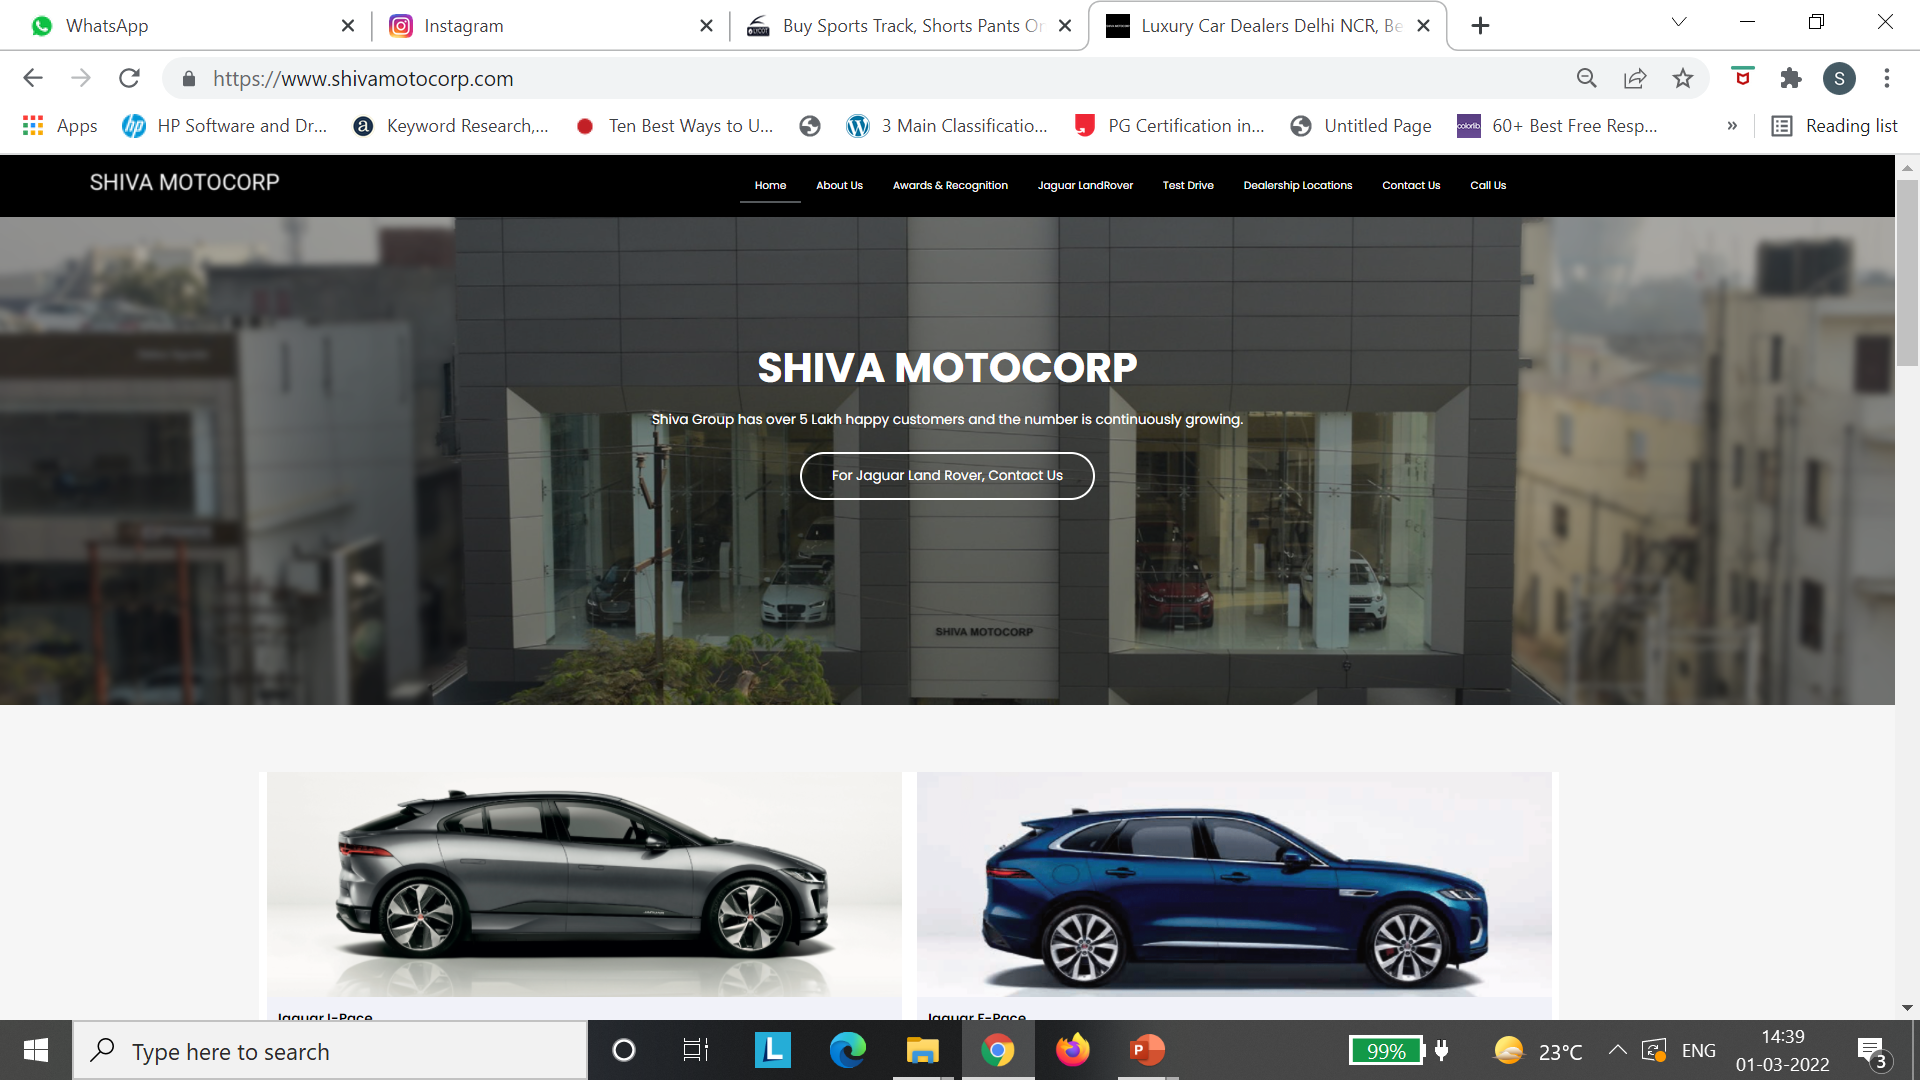 WhatsApp
Instagram
Buy Sports Track, Shorts Pants Or
Luxury Car Dealers Delhi NCR, Be
https://www.shivamotocorp.com
S
Apps
HP Software and Dr...
Keyword Research,...
Ten Best Ways to U...
3 Main Classificatio...
PG Certification in...
Untitled Page
colorlib
60+ Best Free Resp...
»
Reading list
SHIVA MOTOCORP
Home
About Us
Awards & Recognition
Jaguar LandRover
Test Drive
Dealership Locations
Contact Us
Call Us
SHIVA MOTOCORP
Shiva Group has over 5 Lakh happy customers and the number is continuously growing.
For Jaguar Land Rover, Contact Us
SHIVA MOTOCORP
Jaguar I-Pace
Jaguar F-Pace
Type here to search
L
P
99%
23°C
ENG
14:39
01-03-2022
3